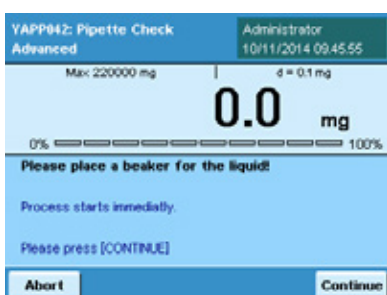 YAPP042: Pipette Check Administrator
Advanced 10/11/2014 09.45.55
Max 220000 mg d = 0.1 mg
0.0 mg
0% 100%
Please place a beaker for the liquid!
Process starts immediatly.
Please press [CONTINUE]
Abort Continue